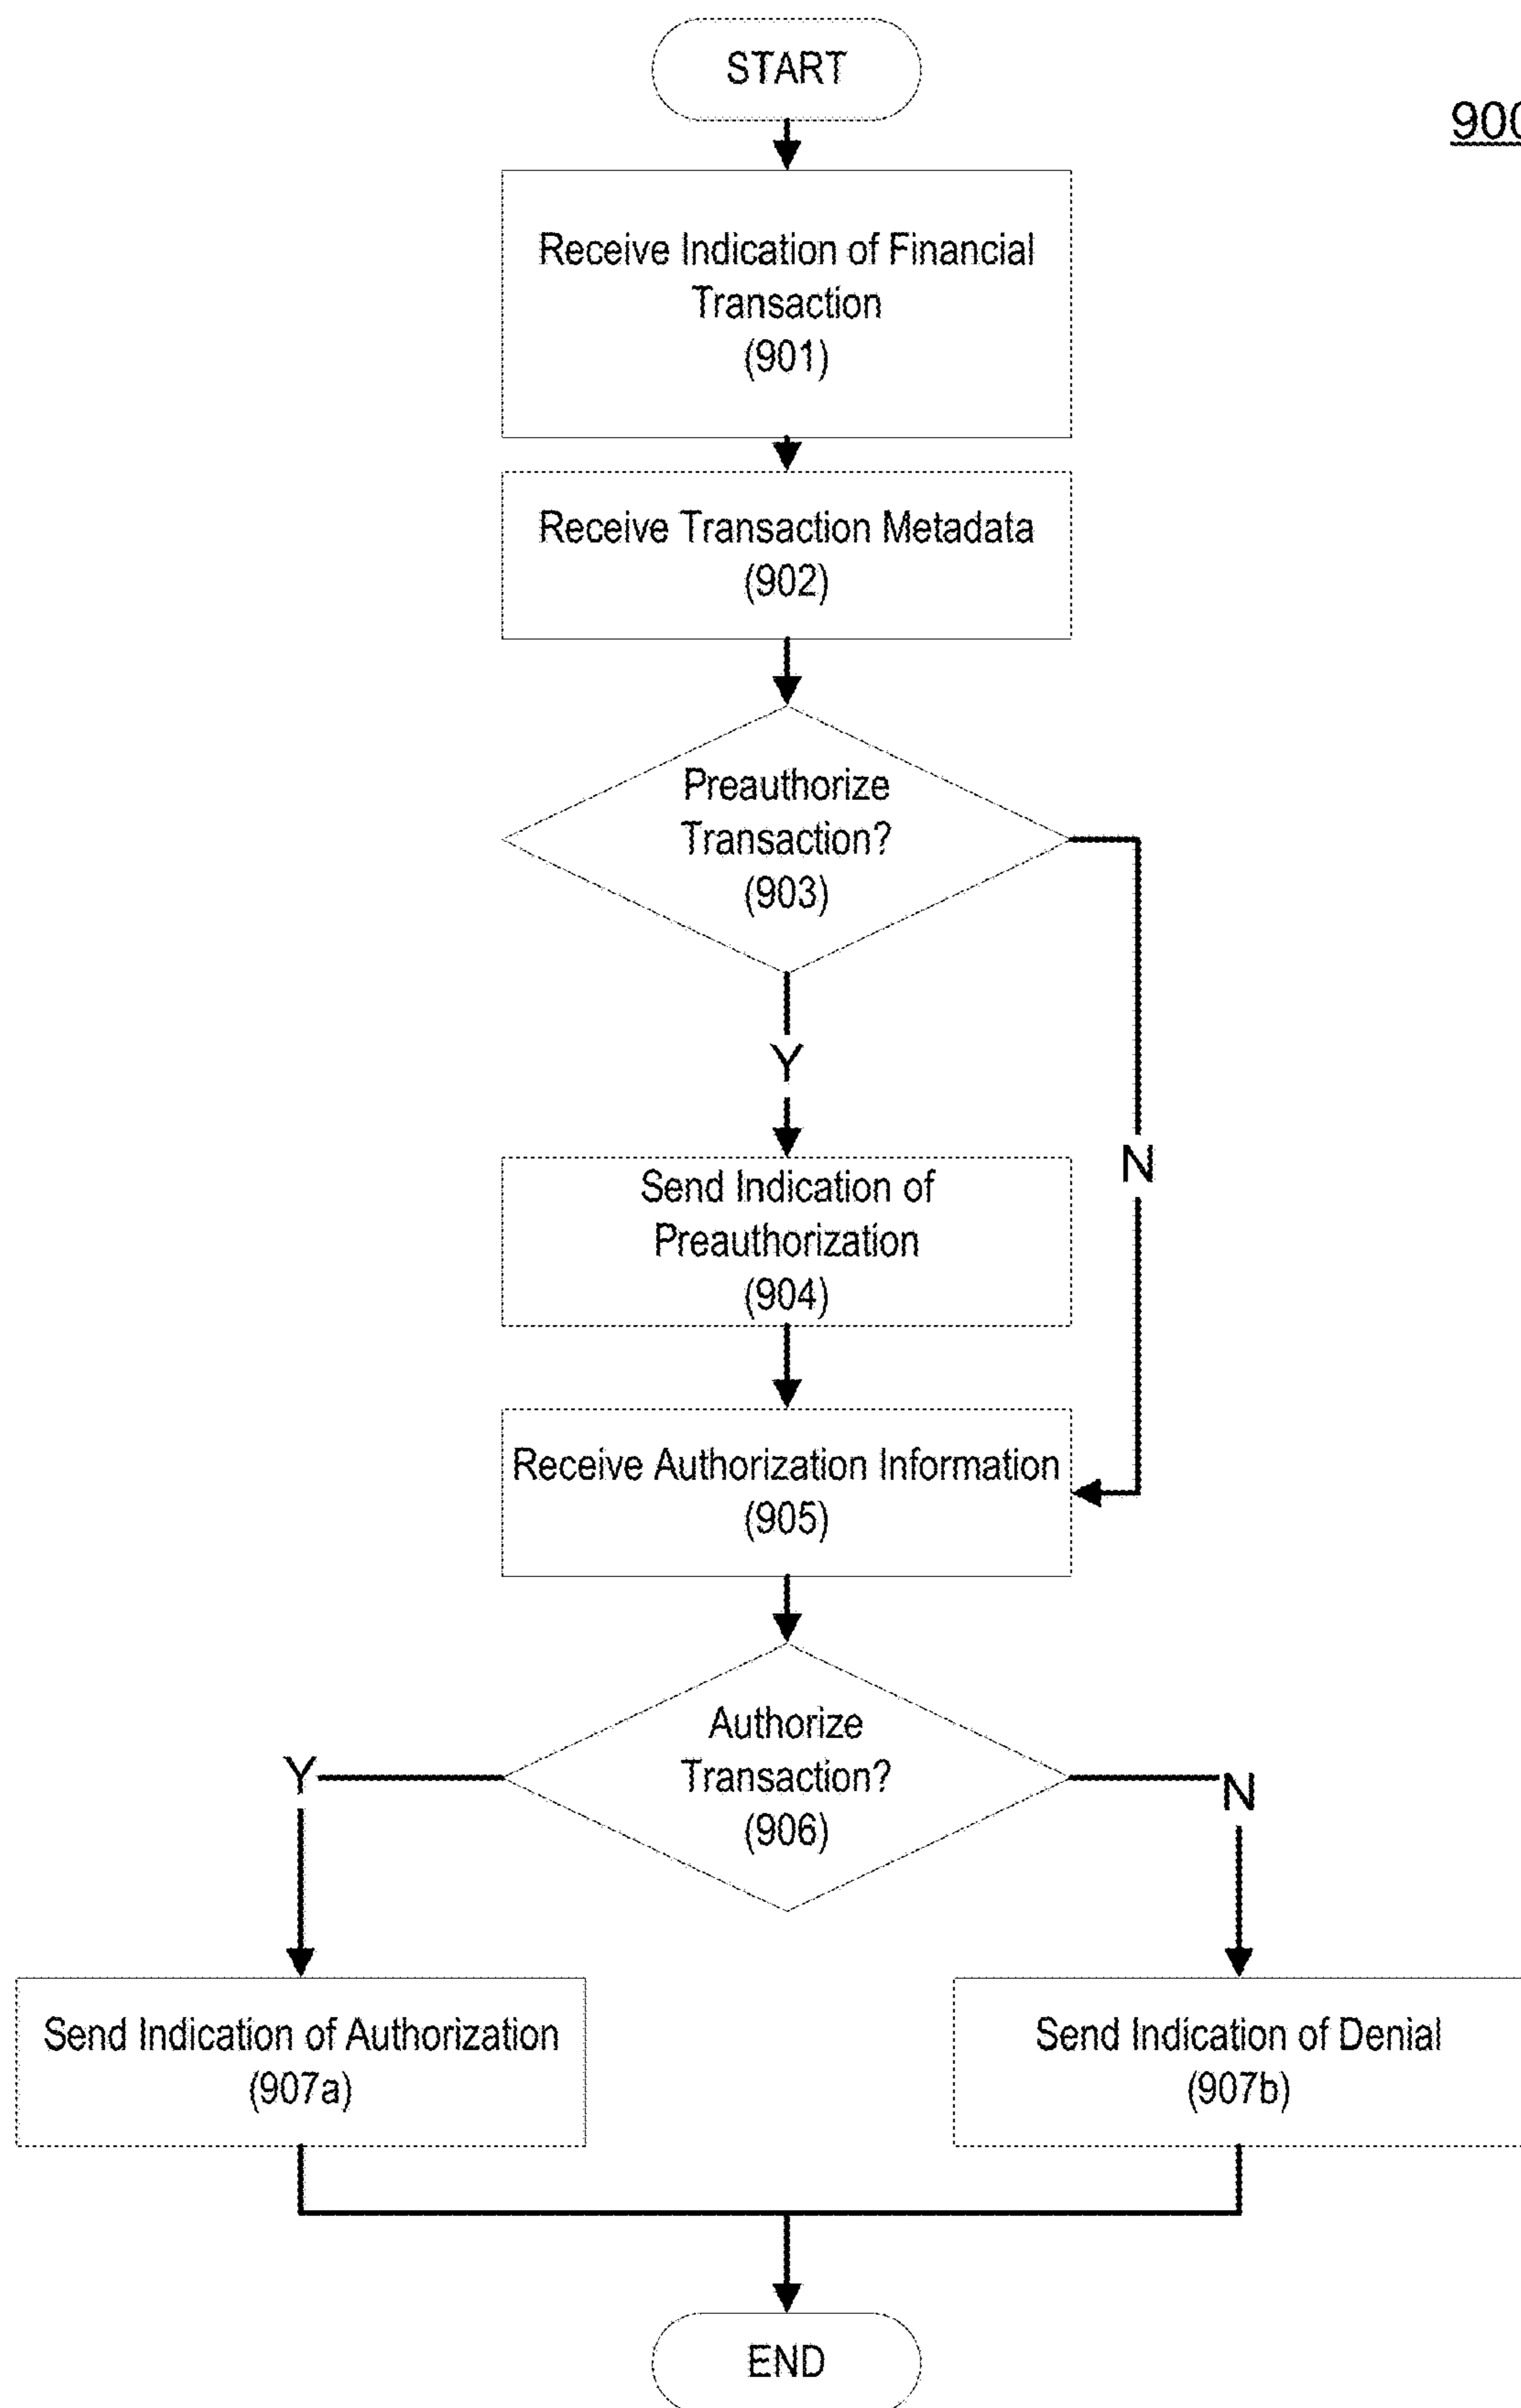 START
900
Receive Indication of Financial
Transaction
(901)
Receive Transaction Metadata
(902)
Preauthorize
Transaction?
(903)
Y
N
Send Indication of
Preauthorization
(904)
Receive Authorization Information
(905)
Authorize
Transaction?
(906)
Y
N
Send Indication of Authorization
(907a)
Send Indication of Denial
(907b)
END